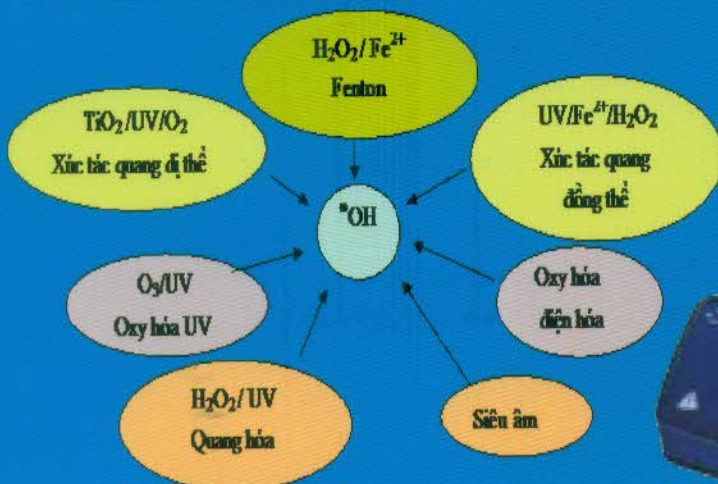 H₂O₂/ Fe²⁺
Fenton
TiO₂/UV/O₂
Xúc tác quang dị thể
UV/Fe²⁺/H₂O₂
Xúc tác quang
đồng thể
•OH
O₃/UV
Oxy hóa UV
Oxy hóa
điện hóa
H₂O₂/ UV
Quang hóa
Siêu âm